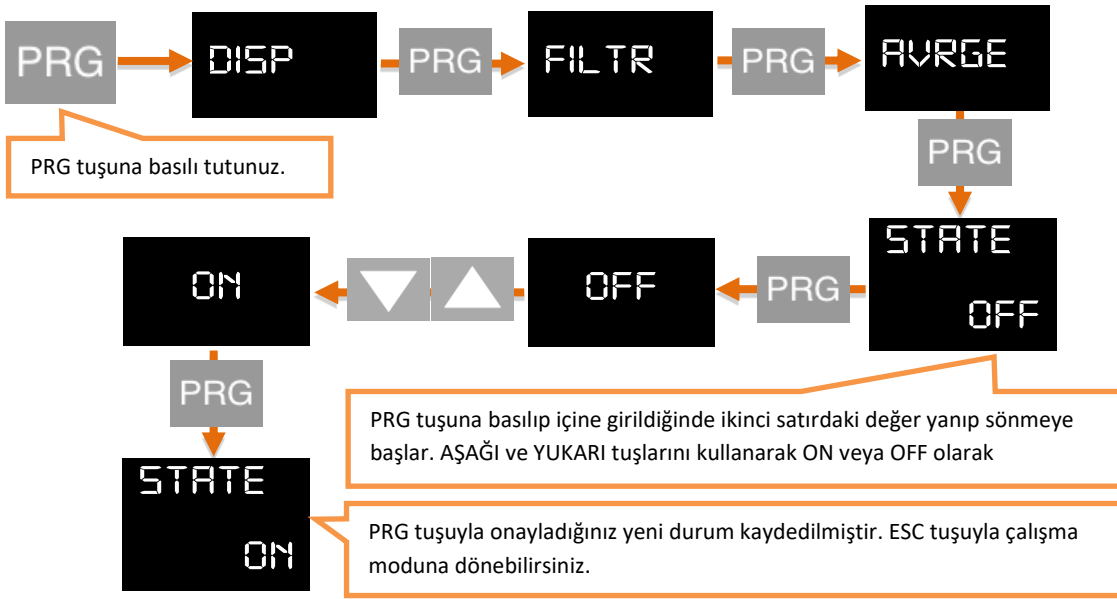 PRG
DISP
PRG
FILTR
PRG
AVRGE
PRG tuşuna basılı tutunuz.
PRG
STATE
OFF
PRG
OFF
ON
PRG
PRG tuşuna basılıp içine girildiğinde ikinci satırdaki değer yanıp sönmeye
başlar. AŞAĞI ve YUKARI tuşlarını kullanarak ON veya OFF olarak
STATE
ON
PRG tuşuyla onayladığınız yeni durum kaydedilmiştir. ESC tuşuyla çalışma
moduna dönebilirsiniz.